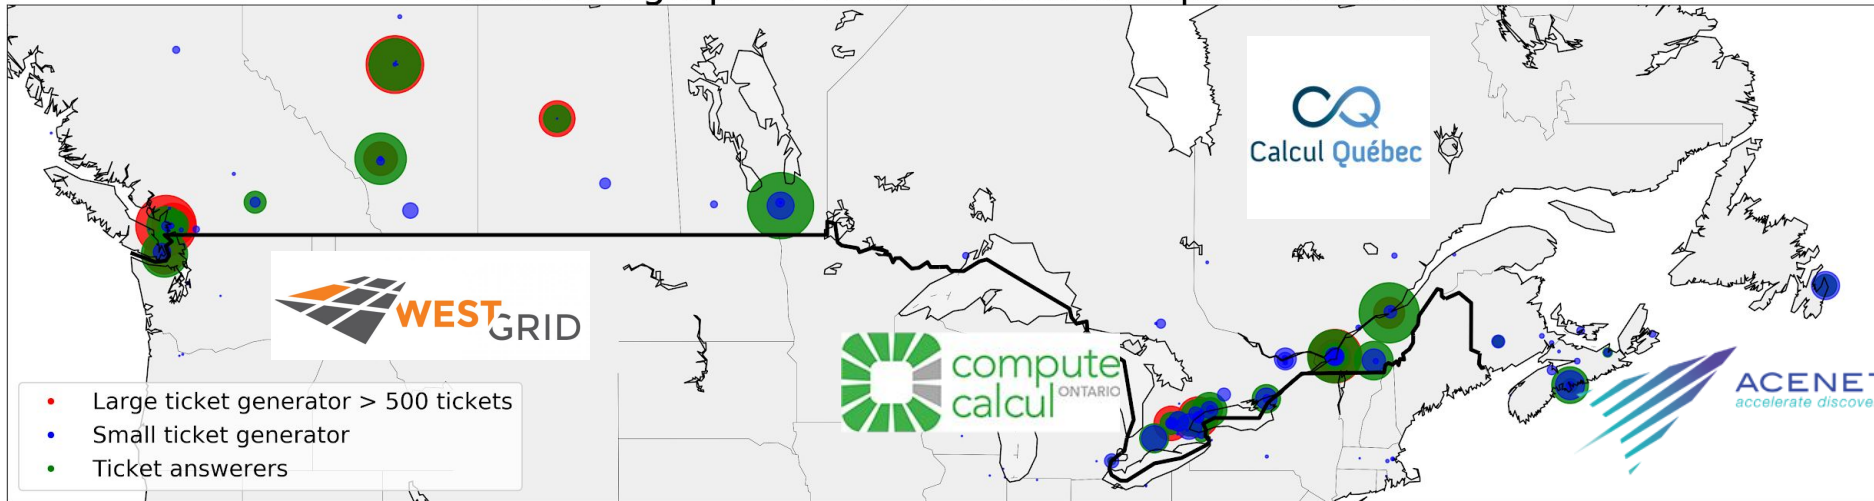 Calcul Québec
WESTGRID
compute
calcul ONTARIO
ACENET
accelerate discove
Large ticket generator > 500 tickets
Small ticket generator
Ticket answerers